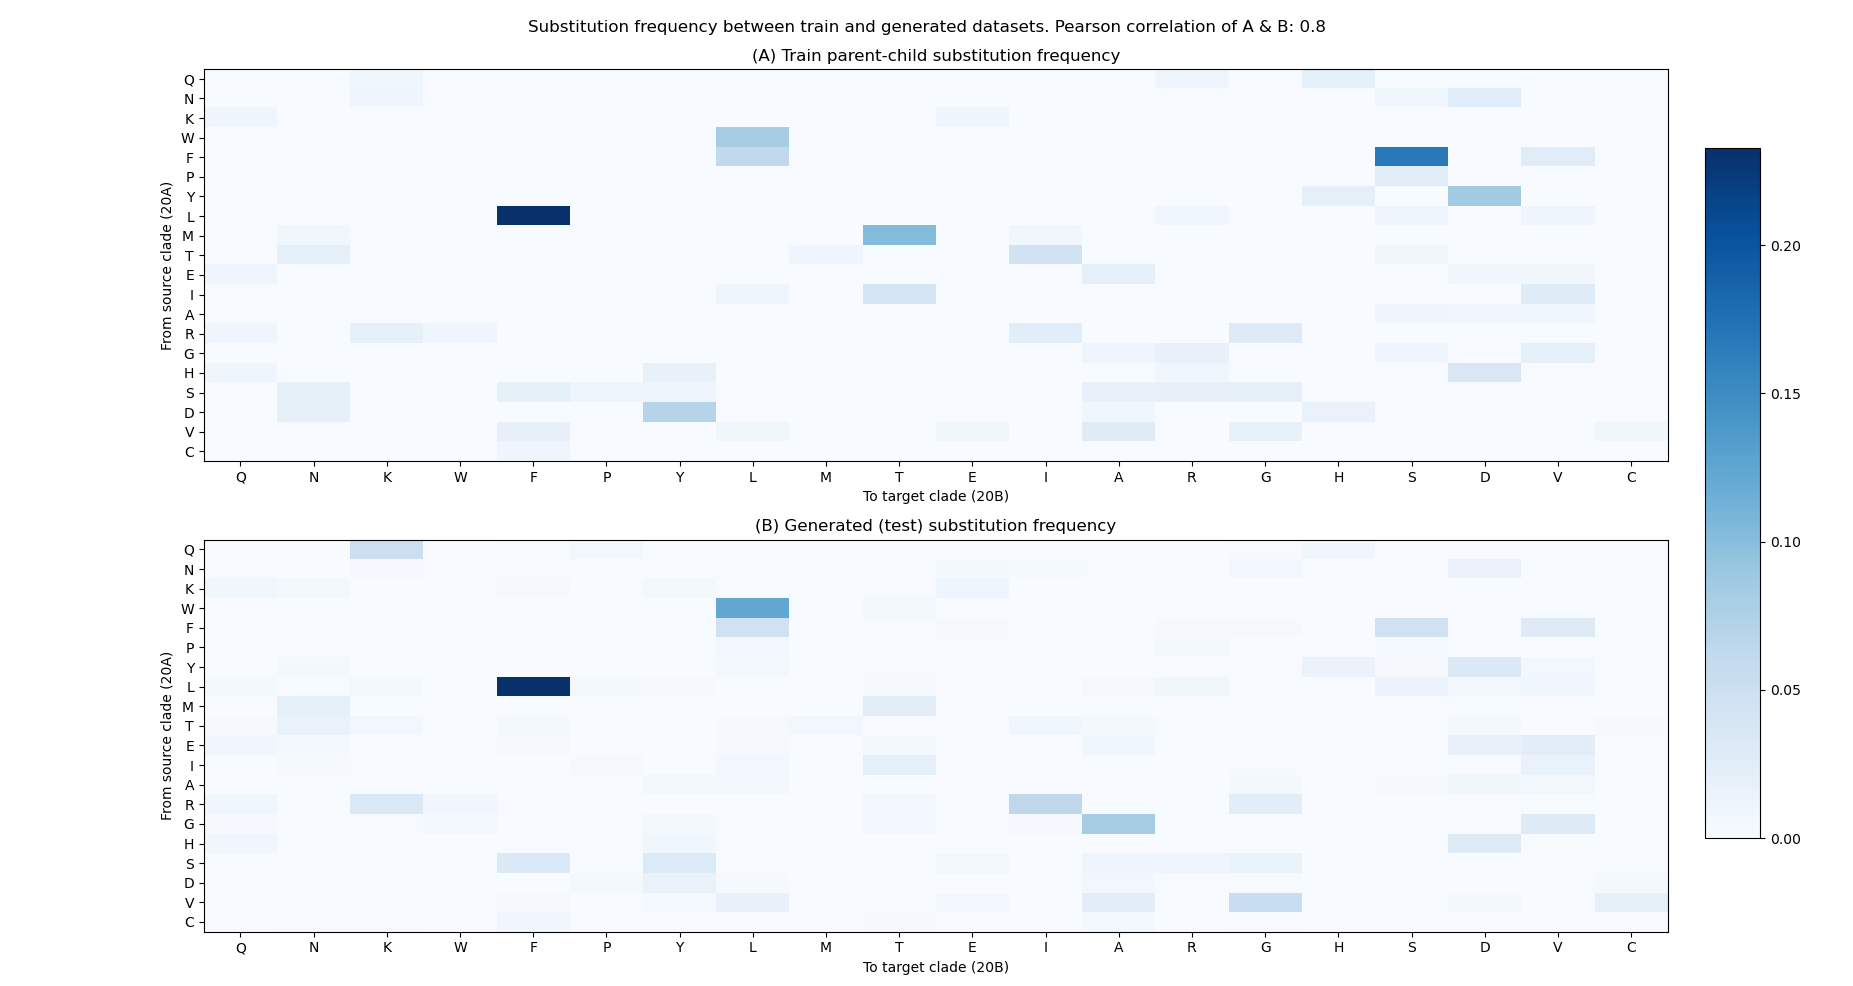 Substitution frequency between train and generated datasets. Pearson correlation of A & B: 0.8
(A) Train parent-child substitution frequency
From source clade (20A)
Q
N
K
W
F
P
Y
L
M
T
E
I
A
R
G
H
S
D
V
C
Q N K W F P Y L M T E I A R G H S D V C
To target clade (20B)
(B) Generated (test) substitution frequency
From source clade (20A)
Q
N
K
W
F
P
Y
L
M
T
E
I
A
R
G
H
S
D
V
C
Q N K W F P Y L M T E I A R G H S D V C
To target clade (20B)
0.20
0.15
0.10
0.05
0.00